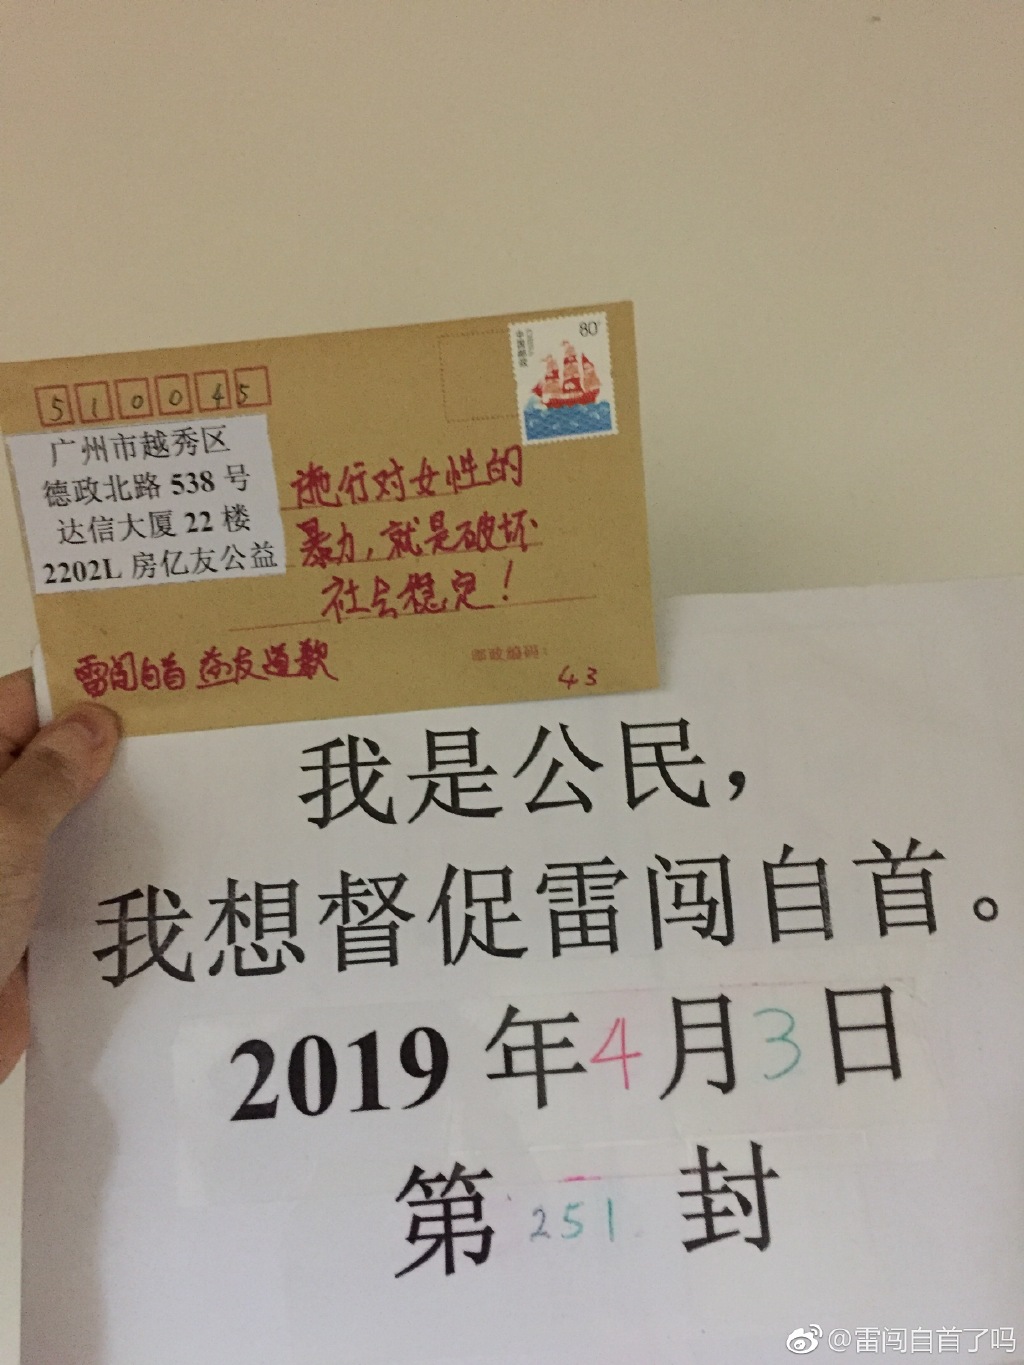 中国邮政
80
510045
广州市越秀区
德政北路 538 号
达信大厦 22 楼
2202L 房亿友公益
施行对女性的
暴力，就是破坏
社会稳定！
雷闯自首 益友道歉
邮政编码：
43
我是公民，
我想督促雷闯自首。
2019 年4月3日
第 251 封
@雷闯自首了吗